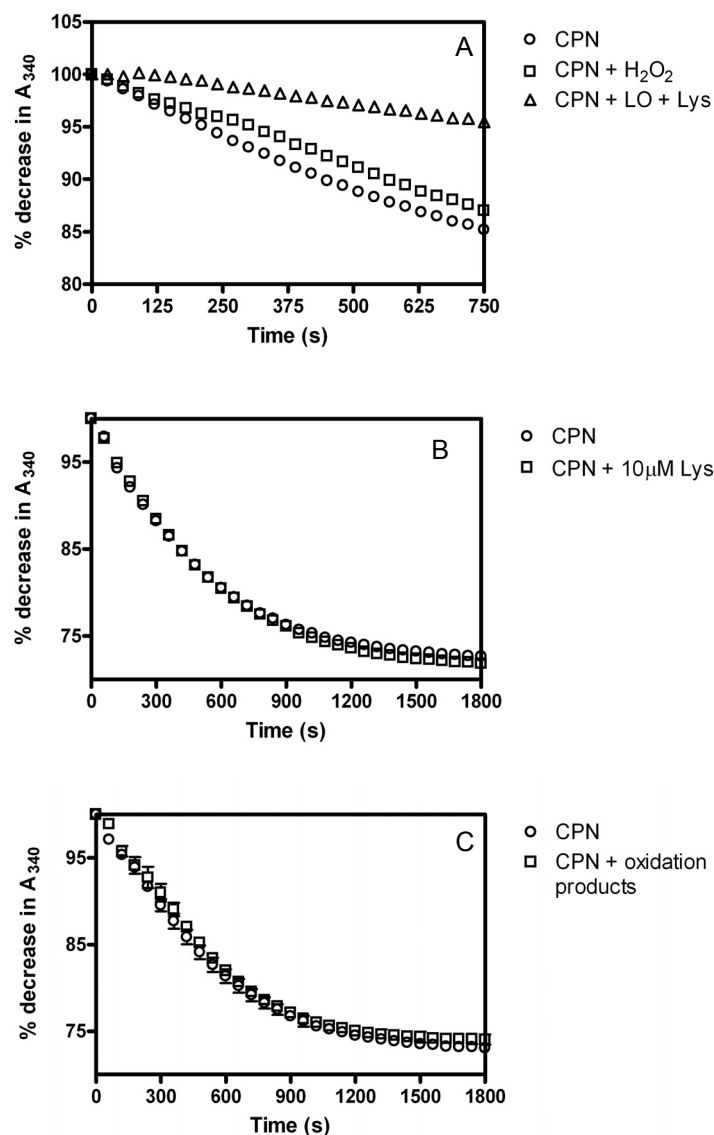 A
% decrease in A340
105
100
95
90
85
80
0 125 250 375 500 625 750
Time (s)
CPN
CPN + H2O2
CPN + LO + Lys
B
% decrease in A340
95
85
75
0 300 600 900 1200 1500 1800
Time (s)
CPN
CPN + 10µM Lys
C
% decrease in A340
95
85
75
0 300 600 900 1200 1500 1800
Time (s)
CPN
CPN + oxidation
products